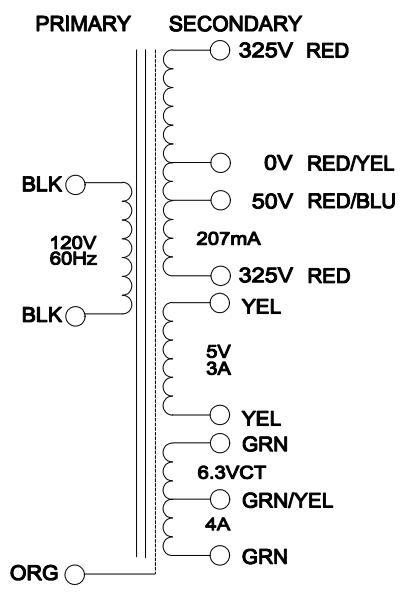 PRIMARY SECONDARY
325V RED
0V RED/YEL
BLK
50V RED/BLU
120V
60Hz
207mA
325V RED
YEL
BLK
5V
3A
YEL
GRN
6.3VCT
GRN/YEL
4A
GRN
ORG